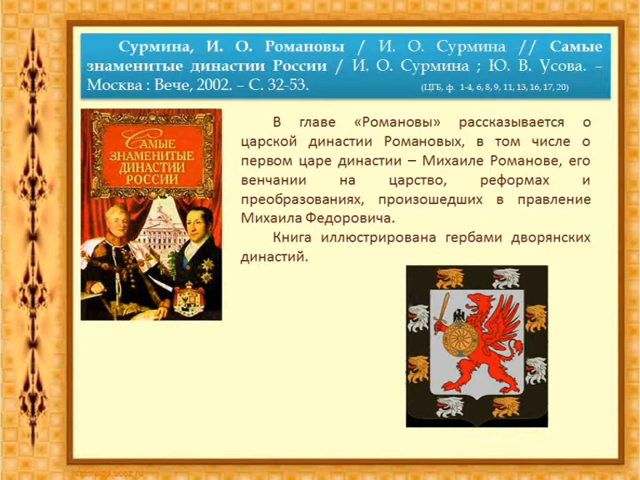 Сурмина, И. О. Романовы / И. О. Сурмина // Самые
знаменитые династии России / И. О. Сурмина ; Ю. В. Усова. –
Москва : Вече, 2002. – С. 32-53. (ЦГБ, ф. 1-4, 6, 8, 9, 11, 13, 16, 17, 20)
САМЫЕ
ЗНАМЕНИТЫЕ
ДИНАСТИИ
РОССИИ
В главе «Романовы» рассказывается о
царской династии Романовых, в том числе о
первом царе династии – Михаиле Романове, его
венчании на царство, реформах и
преобразованиях, произошедших в правление
Михаила Федоровича.
Книга иллюстрирована гербами дворянских
династий.